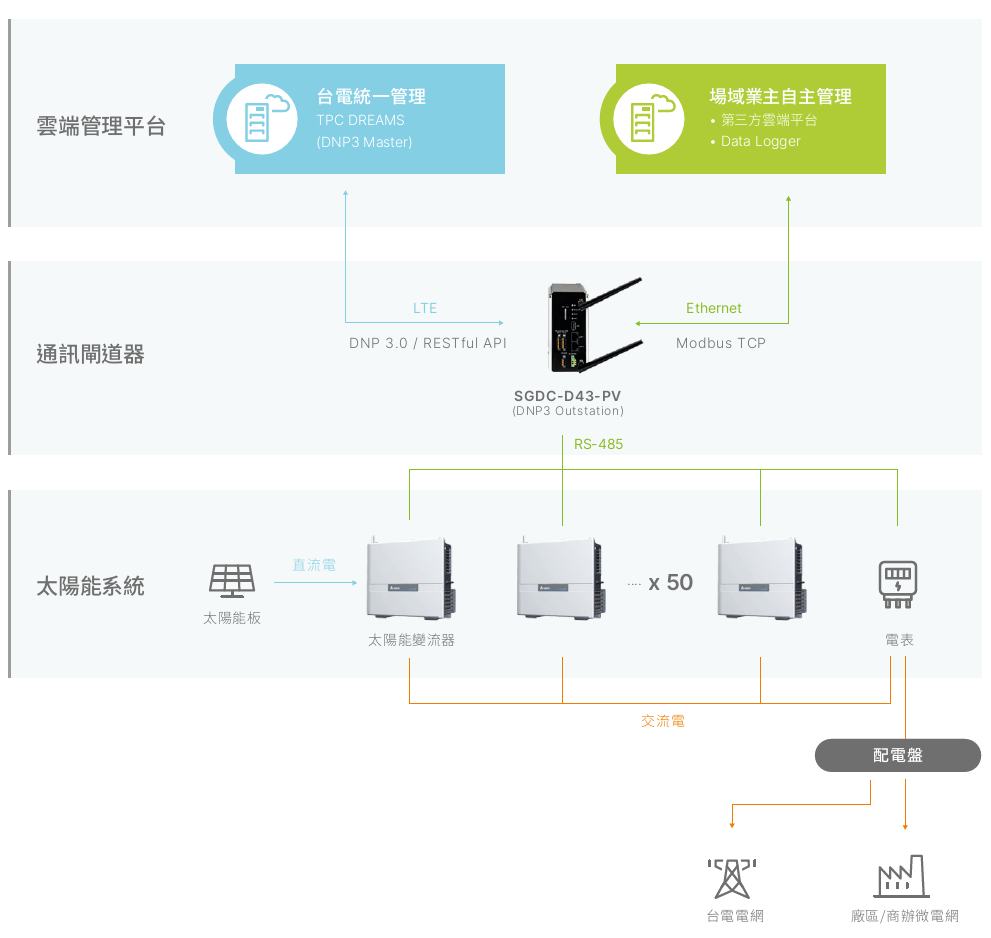 雲端管理平台
台電統一管理
TPC DREAMS
(DNP3 Master)
場域業主自主管理
• 第三方雲端平台
• Data Logger
通訊閘道器
LTE
DNP 3.0 / RESTful API
Ethernet
Modbus TCP
SGDC-D43-PV
(DNP3 Outstation)
RS-485
太陽能系統
直流電
太陽能板
太陽能變流器
.... x 50
電表
交流電
配電盤
台電電網
廠區/商辦微電網